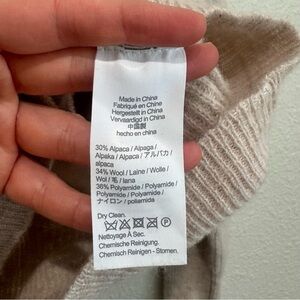 Made in China
Fabriqué en Chine
Hergestellt in China
Vervaardigd in China
中国製
hecho en china
30% Alpaca / Alpaga /
Alpaka / Alpaca / アルパカ /
alpaca
34% Wool / Laine / Wolle /
Wol / 毛 / lana
36% Polyamide / Polyamide /
Polyamid / Polyamide /
ナイロン / poliamida
Dry Clean.
Nettoyage À Sec.
Chemische Reinigung.
Chemisch Reinigen - Stomen.